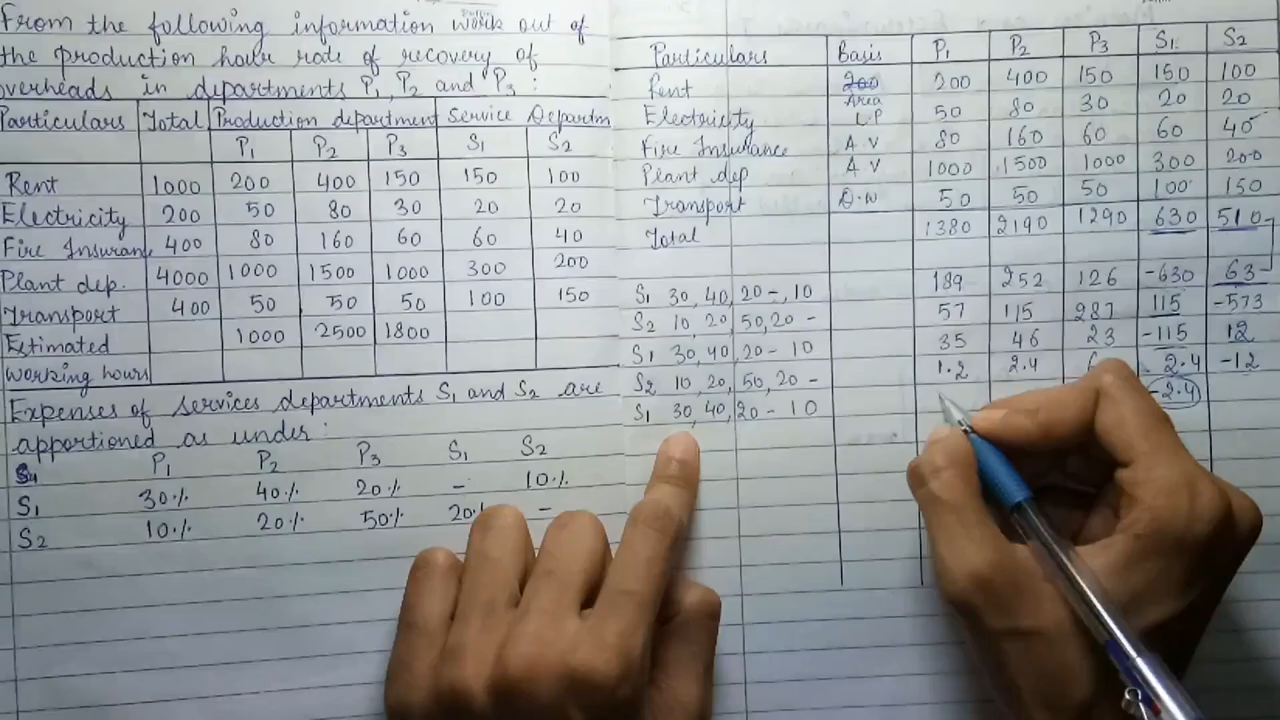 From the following information work out of
the production hour rate of recovery of
overheads in departments P1, P2 and P3 :
Particulars Total Production department Service Departm
P1 P2 P3 S1 S2
Rent 1000 200 400 150 150 100
Electricity 200 50 80 30 20 20
Fire Insuranc 400 80 160 60 60 40
Plant dep. 4000 1000 1500 1000 300 200
Transport 400 50 50 50 100 150
Estimated 1000 2500 1800
Working hours
Expenses of services departments S1 and S2 are
apportioned as under :
P1 P2 P3 S1 S2
S1 30% 40% 20% - 10%
S2 10% 20% 50% 20% -
Particulars Basis P1 P2 P3 S1 S2
Rent Area 200 400 150 150 100
Electricity L.P 50 80 30 20 20
Fire Insurance A.V 80 160 60 60 40
Plant dep A.V 1000 1500 1000 300 200
Transport D.W 50 50 50 100 150
Total 1380 2190 1290 630 510
S1 30, 40, 20 -, 10 189 252 126 -630 63
S2 10, 20, 50, 20 - 57 115 287 115 -573
S1 30, 40, 20 - 10 35 46 23 -115 12
S2 10, 20, 50, 20 - 1.2 2.4 6 2.4 -12
S1 30, 40, 20 - 10 -2.4